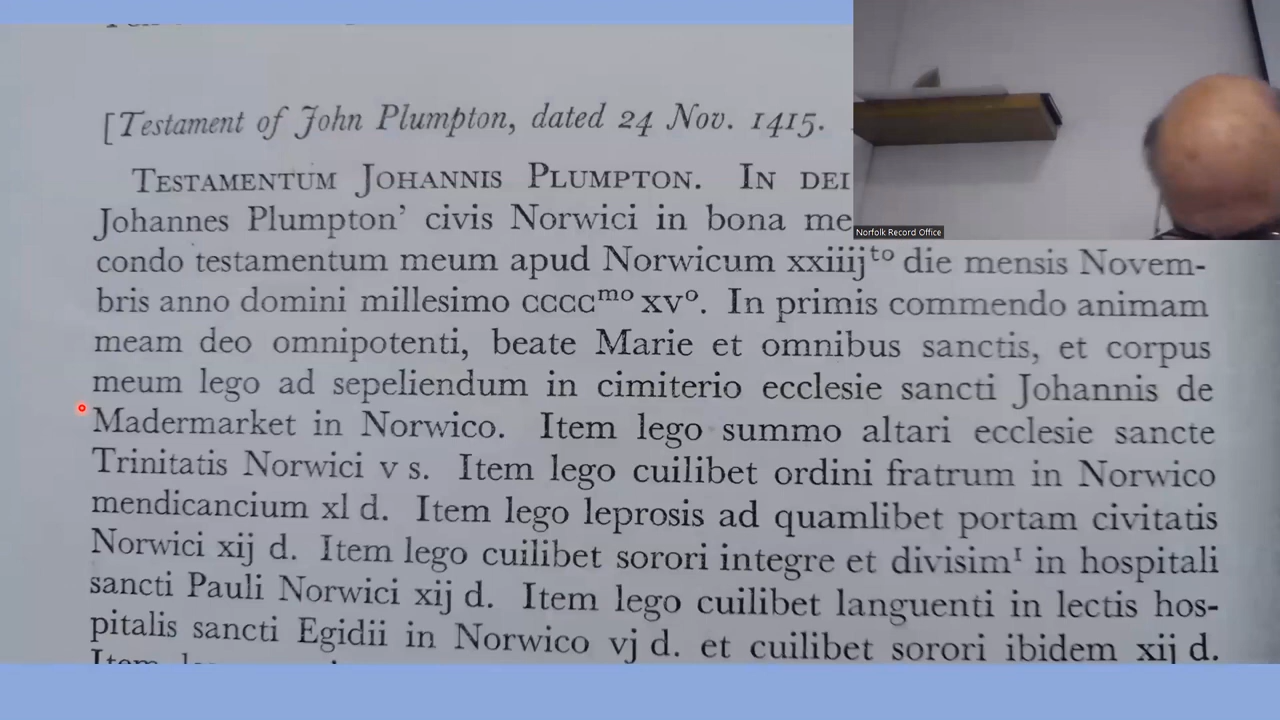 [Testament of John Plumpton, dated 24 Nov. 1415.
TESTAMENTUM JOHANNIS PLUMPTON. IN DEI
Johannes Plumpton’ civis Norwici in bona me
condo testamentum meum apud Norwicum xxiiijᵗᵒ die mensis Novem-
bris anno domini millesimo ccccᵐᵒ xvᵒ. In primis commendo animam
meam deo omnipotenti, beate Marie et omnibus sanctis, et corpus
meum lego ad sepeliendum in cimiterio ecclesie sancti Johannis de
Madermarket in Norwico. Item lego summo altari ecclesie sancte
Trinitatis Norwici v s. Item lego cuilibet ordini fratrum in Norwico
mendicancium xl d. Item lego leprosis ad quamlibet portam civitatis
Norwici xij d. Item lego cuilibet sorori integre et divisim¹ in hospitali
sancti Pauli Norwici xij d. Item lego cuilibet languenti in lectis hos-
pitalis sancti Egidii in Norwico vj d. et cuilibet sorori ibidem xij d.
Norfolk Record Office